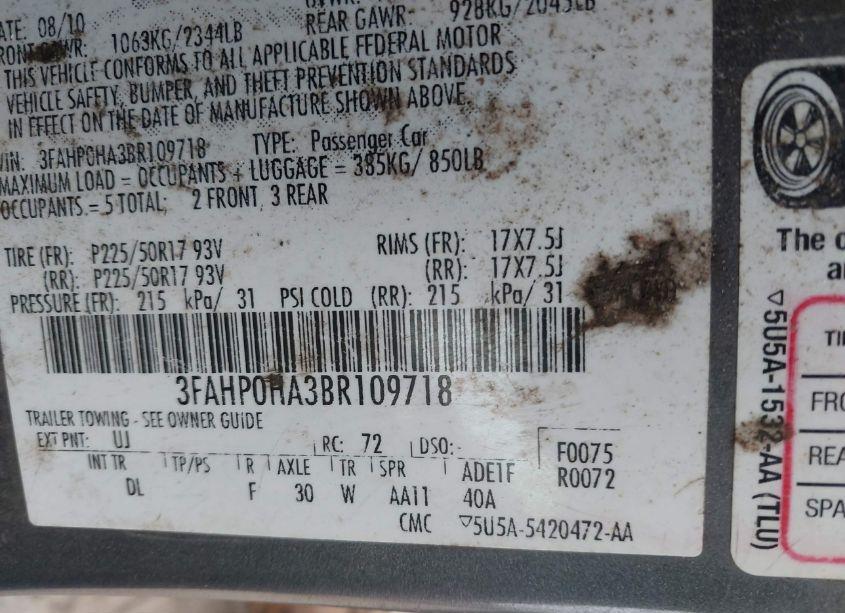 DATE: 08/10
REAR GAWR: 928KG/2045LB
FRONT GAWR: 1063KG/2344LB
THIS VEHICLE CONFORMS TO ALL APPLICABLE FEDERAL MOTOR
VEHICLE SAFETY, BUMPER, AND THEFT PREVENTION STANDARDS
IN EFFECT ON THE DATE OF MANUFACTURE SHOWN ABOVE.
VIN: 3FAHP0HA3BR109718 TYPE: Passenger Car
MAXIMUM LOAD = OCCUPANTS + LUGGAGE = 385KG/ 850LB
OCCUPANTS = 5 TOTAL; 2 FRONT, 3 REAR
TIRE (FR): P225/50R17 93V RIMS (FR): 17X7.5J
(RR): P225/50R17 93V (RR): 17X7.5J
PRESSURE (FR): 215 kPa/ 31 PSI COLD (RR): 215 kPa/ 31
3FAHP0HA3BR109718
TRAILER TOWING - SEE OWNER GUIDE
EXT PNT: UJ RC: 72 DSO: - F0075
INT TR TP/PS R AXLE TR SPR ADE1F R0072
DL F 30 W AA11 40A
CMC ▽5U5A-5420472-AA
The
TI
FRO
REA
SPA
▽5U5A-1532-AA (TLU)